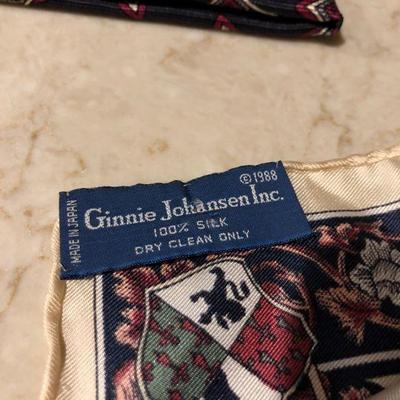 ©1988
MADE IN JAPAN
Ginnie Johansen Inc.
100% SILK
DRY CLEAN ONLY